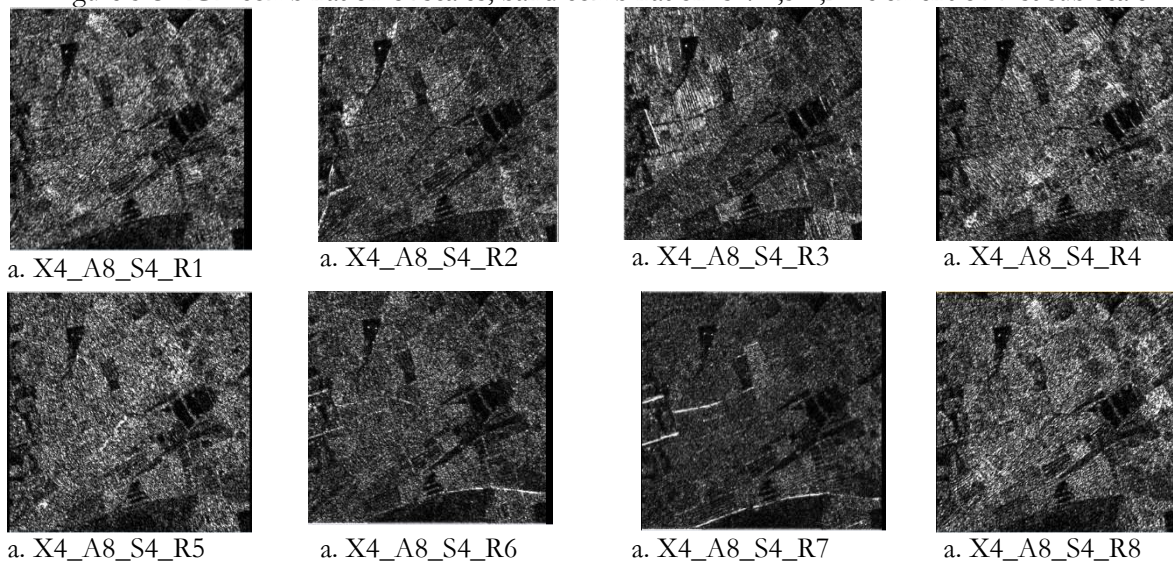 a. X4_A8_S4_R1
a. X4_A8_S4_R2
a. X4_A8_S4_R3
a. X4_A8_S4_R4
a. X4_A8_S4_R5
a. X4_A8_S4_R6
a. X4_A8_S4_R7
a. X4_A8_S4_R8